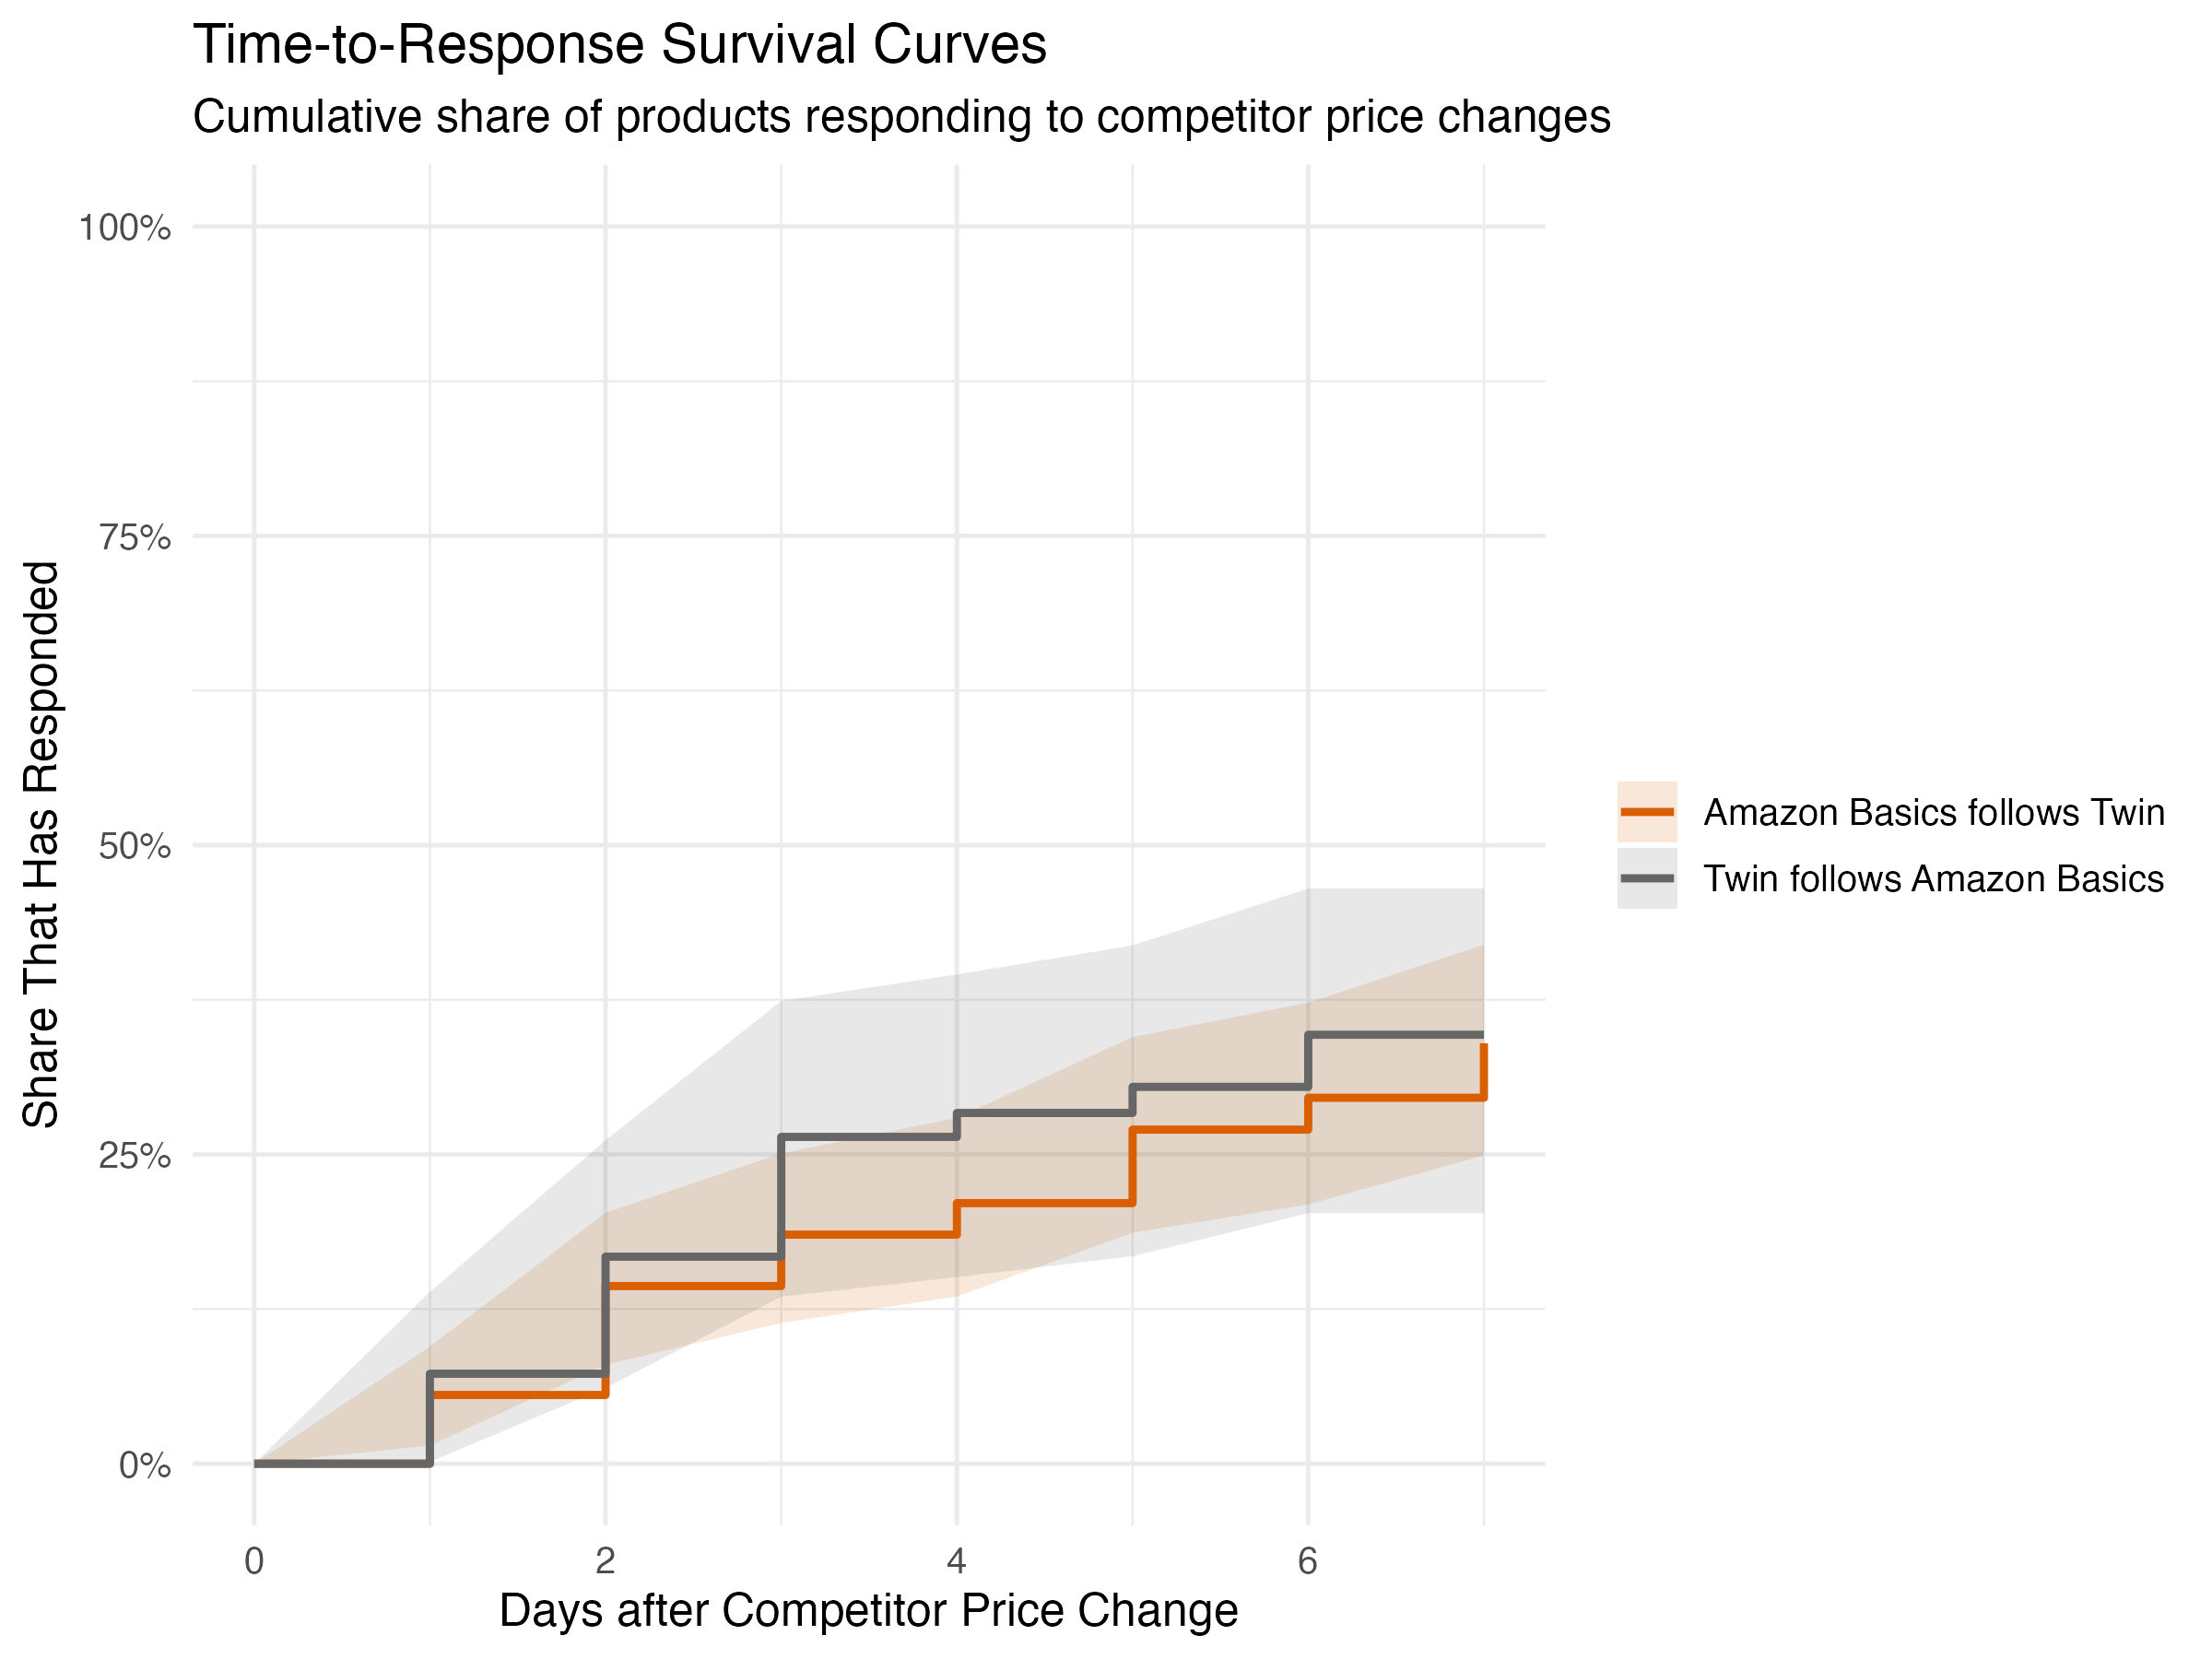 Time-to-Response Survival Curves
Cumulative share of products responding to competitor price changes
Share That Has Responded
100%
75%
50%
25%
0%
0
2
4
6
Days after Competitor Price Change
Amazon Basics follows Twin
Twin follows Amazon Basics